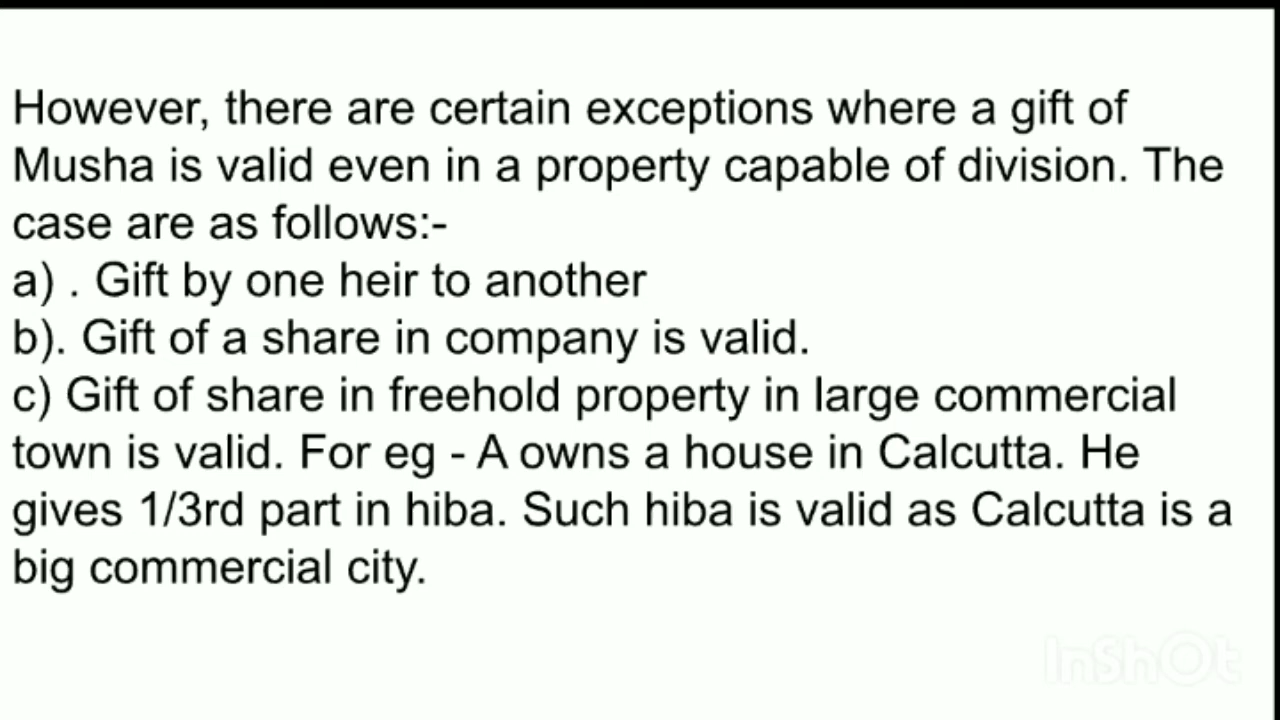 However, there are certain exceptions where a gift of
Musha is valid even in a property capable of division. The
case are as follows:-
a) . Gift by one heir to another
b). Gift of a share in company is valid.
c) Gift of share in freehold property in large commercial
town is valid. For eg - A owns a house in Calcutta. He
gives 1/3rd part in hiba. Such hiba is valid as Calcutta is a
big commercial city.
InShOt